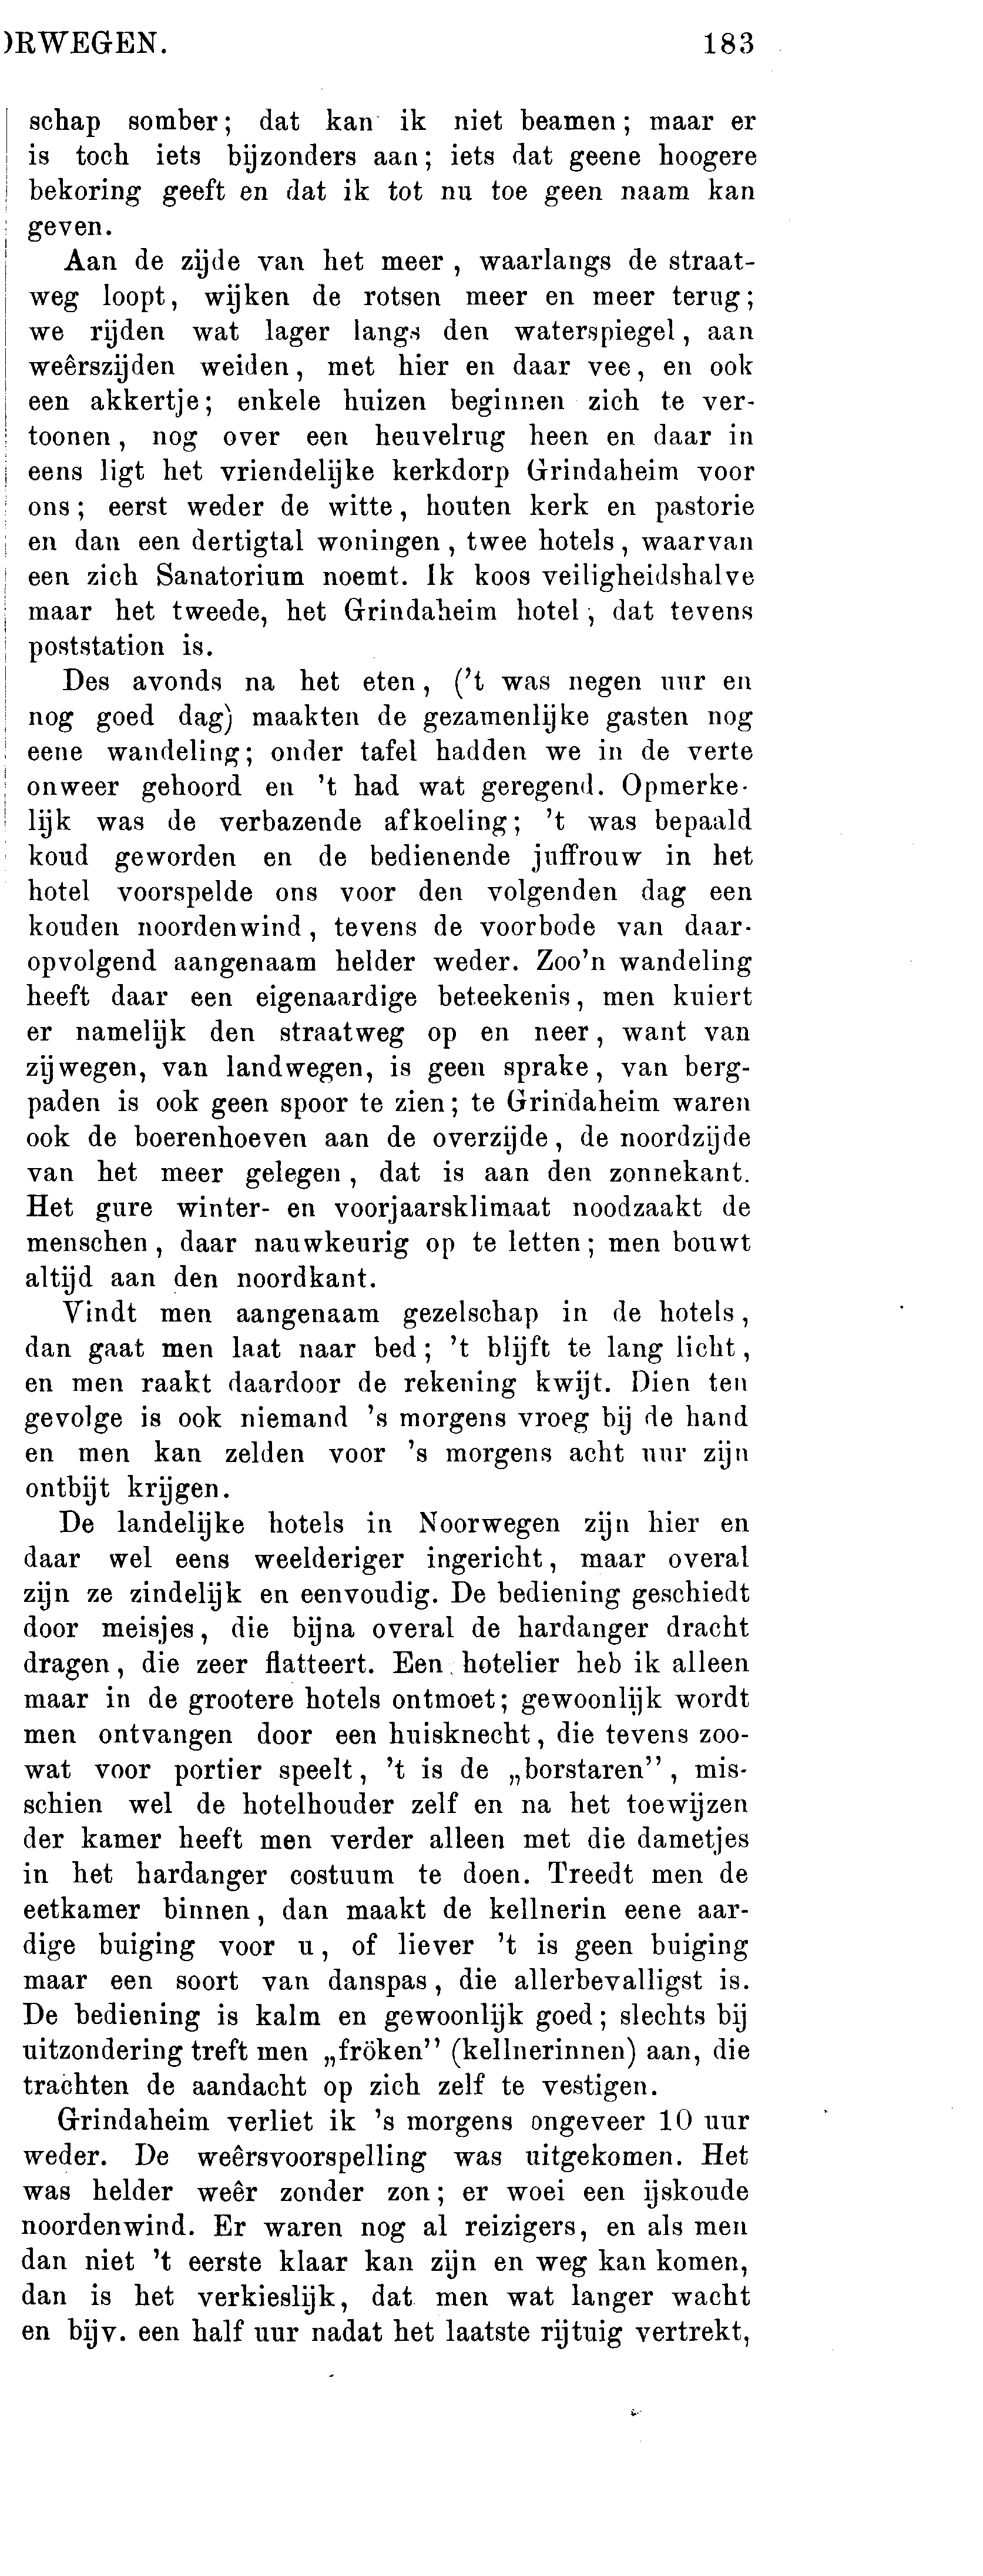 ORWEGEN. 183
schap somber; dat kan ik niet beamen; maar er
is toch iets bijzonders aan; iets dat geene hoogere
bekoring geeft en dat ik tot nu toe geen naam kan
geven.
Aan de zijde van het meer, waarlangs de straat-
weg loopt, wijken de rotsen meer en meer terug;
we rijden wat lager langs den waterspiegel, aan
weêrszijden weiden, met hier en daar vee, en ook
een akkertje; enkele huizen beginnen zich te ver-
toonen, nog over een heuvelrug heen en daar in
eens ligt het vriendelijke kerkdorp Grindaheim voor
ons; eerst weder de witte, houten kerk en pastorie
en dan een dertigtal woningen, twee hotels, waarvan
een zich Sanatorium noemt. Ik koos veiligheidshalve
maar het tweede, het Grindaheim hotel, dat tevens
poststation is.
Des avonds na het eten, ('t was negen uur en
nog goed dag) maakten de gezamenlijke gasten nog
eene wandeling; onder tafel hadden we in de verte
onweer gehoord en 't had wat geregend. Opmerke-
lijk was de verbazende afkoeling; 't was bepaald
koud geworden en de bedienende juffrouw in het
hotel voorspelde ons voor den volgenden dag een
kouden noordenwind, tevens de voorbode van daar-
opvolgend aangenaam helder weder. Zoo'n wandeling
heeft daar een eigenaardige beteekenis, men kuiert
er namelijk den straatweg op en neer, want van
zijwegen, van landwegen, is geen sprake, van berg-
paden is ook geen spoor te zien; te Grindaheim waren
ook de boerenhoeven aan de overzijde, de noordzijde
van het meer gelegen, dat is aan den zonnekant.
Het gure winter- en voorjaarsklimaat noodzaakt de
menschen, daar nauwkeurig op te letten; men bouwt
altijd aan den noordkant.
Vindt men aangenaam gezelschap in de hotels,
dan gaat men laat naar bed; 't blijft te lang licht,
en men raakt daardoor de rekening kwijt. Dien ten
gevolge is ook niemand 's morgens vroeg bij de hand
en men kan zelden voor 's morgens acht uur zijn
ontbijt krijgen.
De landelijke hotels in Noorwegen zijn hier en
daar wel eens weelderiger ingericht, maar overal
zijn ze zindelijk en eenvoudig. De bediening geschiedt
door meisjes, die bijna overal de hardanger dracht
dragen, die zeer flatteert. Een hotelier heb ik alleen
maar in de grootere hotels ontmoet; gewoonlijk wordt
men ontvangen door een huisknecht, die tevens zoo-
wat voor portier speelt, 't is de „borstaren”, mis-
schien wel de hotelhouder zelf en na het toewijzen
der kamer heeft men verder alleen met die dametjes
in het hardanger costuum te doen. Treedt men de
eetkamer binnen, dan maakt de kellnerin eene aar-
dige buiging voor u, of liever 't is geen buiging
maar een soort van danspas, die allerbevalligst is.
De bediening is kalm en gewoonlijk goed; slechts bij
uitzondering treft men „fröken” (kellnerinnen) aan, die
trachten de aandacht op zich zelf te vestigen.
Grindaheim verliet ik 's morgens ongeveer 10 uur
weder. De weêrsvoorspelling was uitgekomen. Het
was helder weêr zonder zon; er woei een ijskoude
noordenwind. Er waren nog al reizigers, en als men
dan niet 't eerste klaar kan zijn en weg kan komen,
dan is het verkieslijk, dat men wat langer wacht
en bijv. een half uur nadat het laatste rijtuig vertrekt,